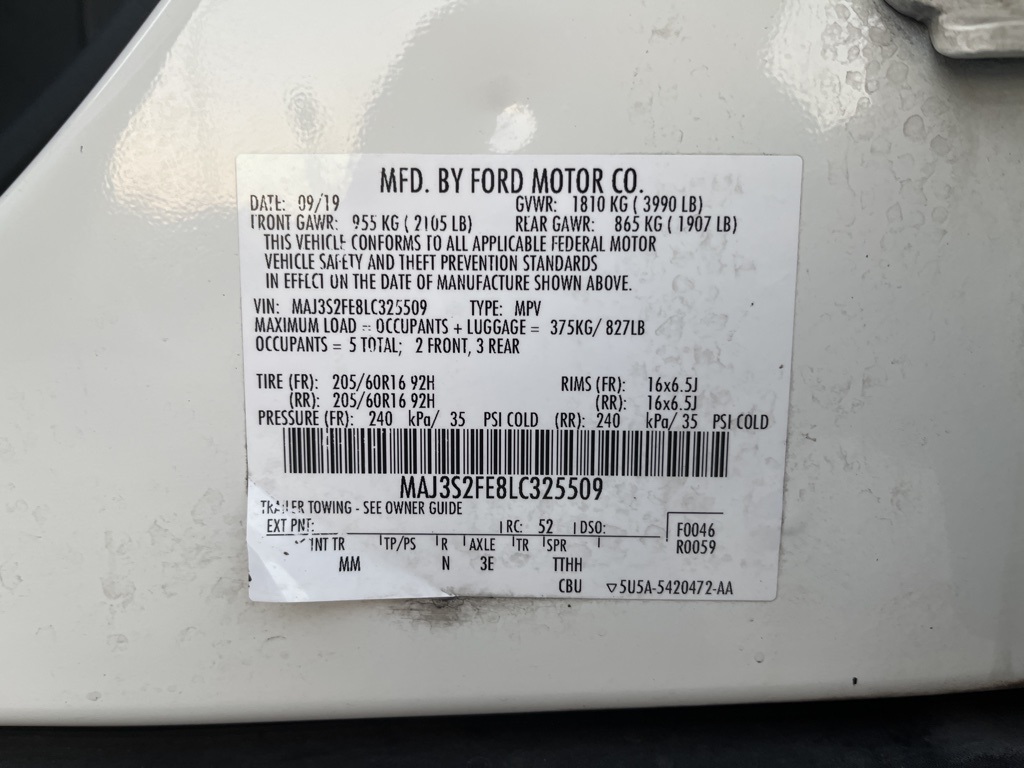 MFD. BY FORD MOTOR CO.
DATE: 09/19 GVWR: 1810 KG ( 3990 LB)
FRONT GAWR: 955 KG ( 2105 LB) REAR GAWR: 865 KG ( 1907 LB)
THIS VEHICLE CONFORMS TO ALL APPLICABLE FEDERAL MOTOR
VEHICLE SAFETY AND THEFT PREVENTION STANDARDS
IN EFFECT ON THE DATE OF MANUFACTURE SHOWN ABOVE.
VIN: MAJ3S2FE8LC325509 TYPE: MPV
MAXIMUM LOAD = OCCUPANTS + LUGGAGE = 375KG/ 827LB
OCCUPANTS = 5 TOTAL; 2 FRONT, 3 REAR
TIRE (FR): 205/60R16 92H RIMS (FR): 16x6.5J
(RR): 205/60R16 92H (RR): 16x6.5J
PRESSURE (FR): 240 kPa/ 35 PSI COLD (RR): 240 kPa/ 35 PSI COLD
MAJ3S2FE8LC325509
TRAILER TOWING - SEE OWNER GUIDE
EXT PNT: RC: 52 DSO: F0046
R0059
INT TR TP/PS R AXLE TR SPR
MM N 3E TTHH
CBU ▽5U5A-5420472-AA